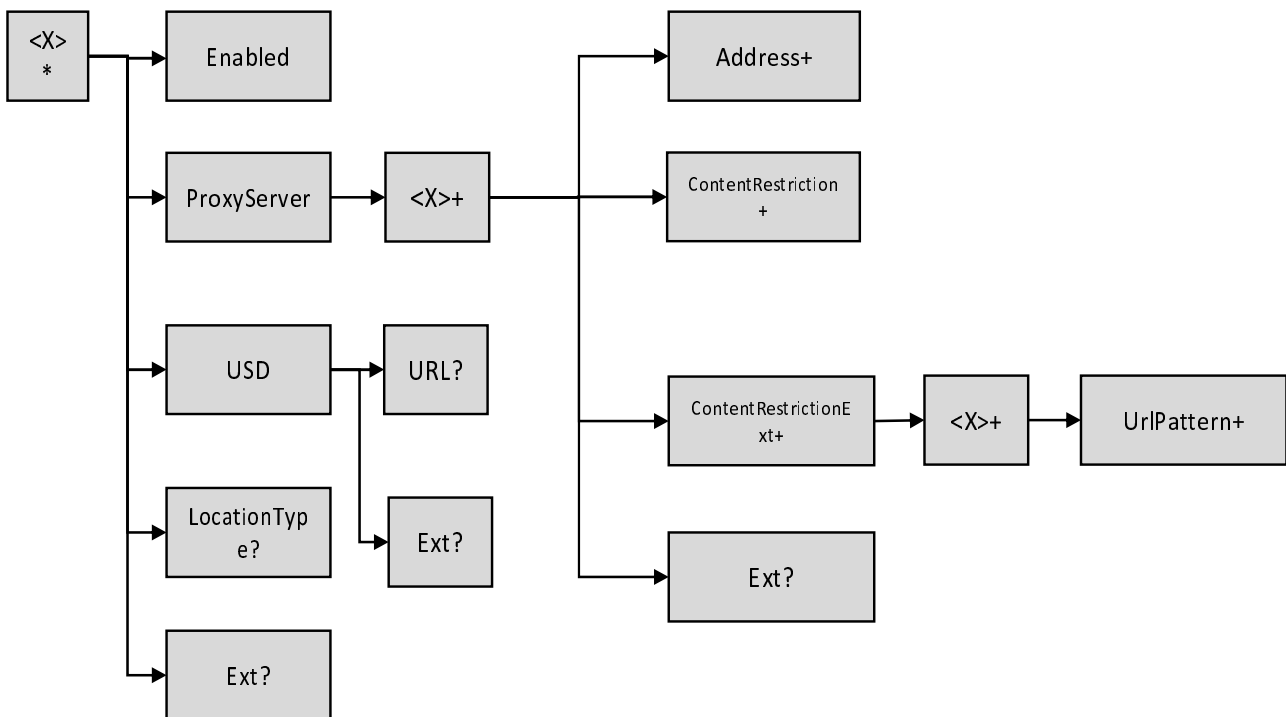 <X>
*
Enabled
Address+
ProxyServer
<X>+
ContentRestriction
+
USD
URL?
ContentRestrictionE
xt+
<X>+
UrlPattern+
LocationTyp
e?
Ext?
Ext?
Ext?